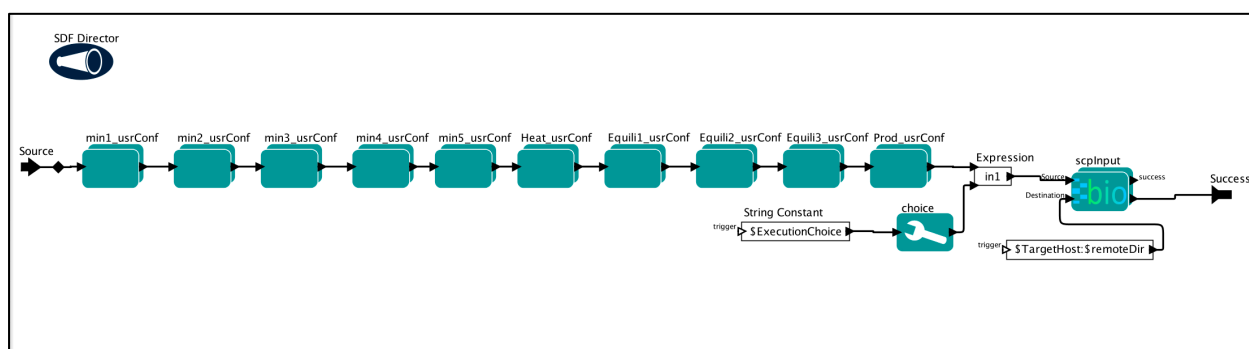 SDF Director
min1_usrConf
min2_usrConf
min3_usrConf
min4_usrConf
min5_usrConf
Heat_usrConf
Equili1_usrConf
Equili2_usrConf
Equili3_usrConf
Prod_usrConf
Source
Expression
in1
scpInput
Source
success
Destination
bio
Success
String Constant
trigger
$ExecutionChoice
choice
trigger
$TargetHost:$remoteDir